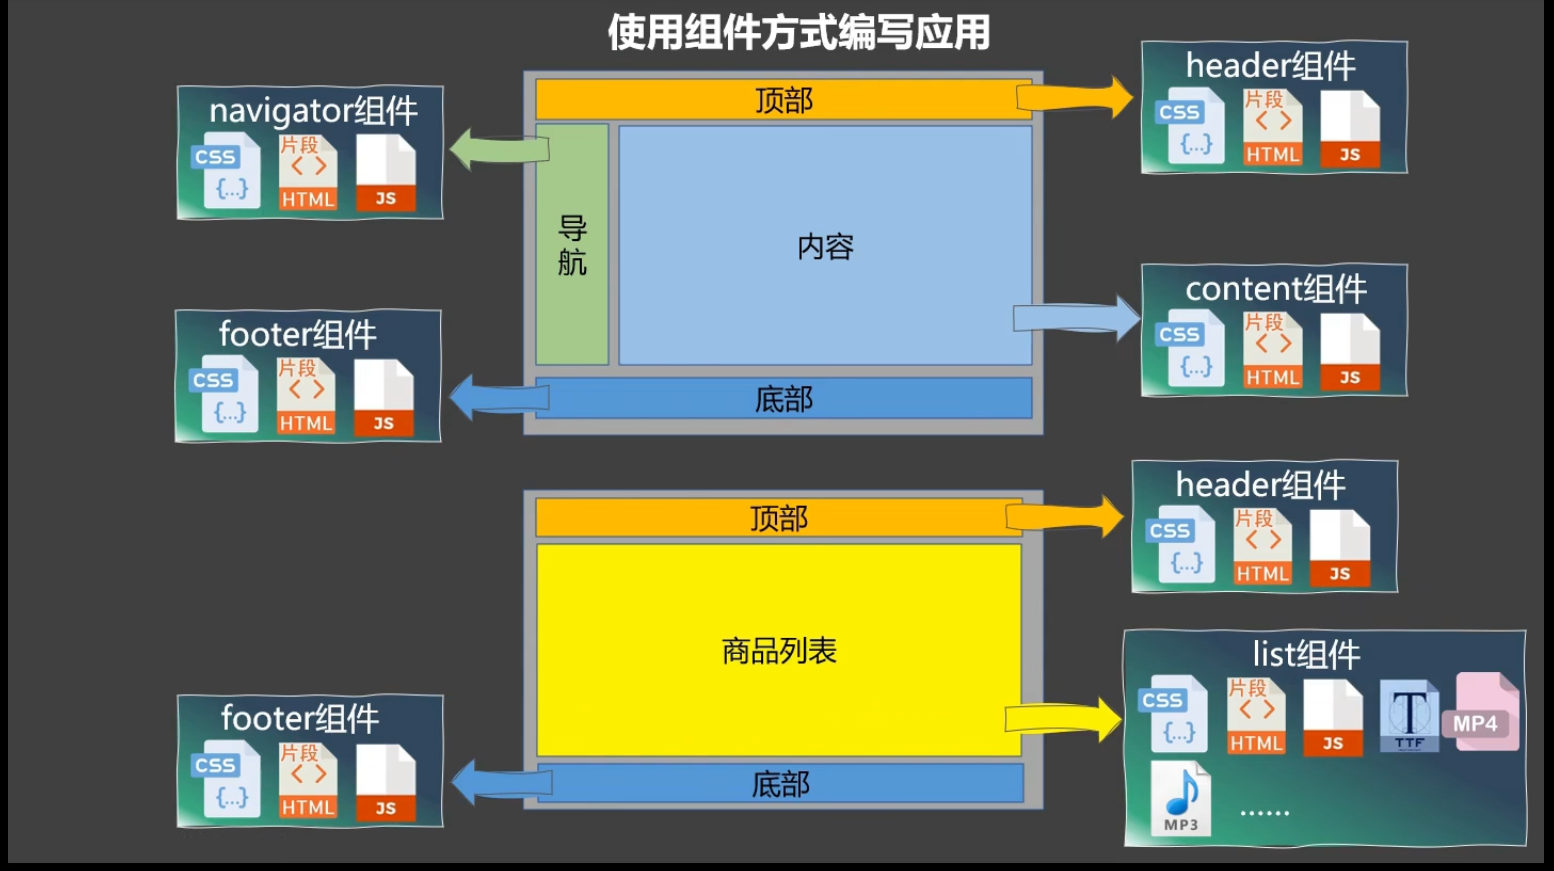 使用组件方式编写应用
navigator组件
CSS
{...}
片段
< >
HTML
JS
顶部
header组件
CSS
{...}
片段
< >
HTML
JS
导
航
内容
footer组件
CSS
{...}
片段
< >
HTML
JS
content组件
CSS
{...}
片段
< >
HTML
JS
底部
顶部
header组件
CSS
{...}
片段
< >
HTML
JS
商品列表
list组件
CSS
{...}
片段
< >
HTML
JS
T
TTF
MP4
MP3
......
footer组件
CSS
{...}
片段
< >
HTML
JS
底部